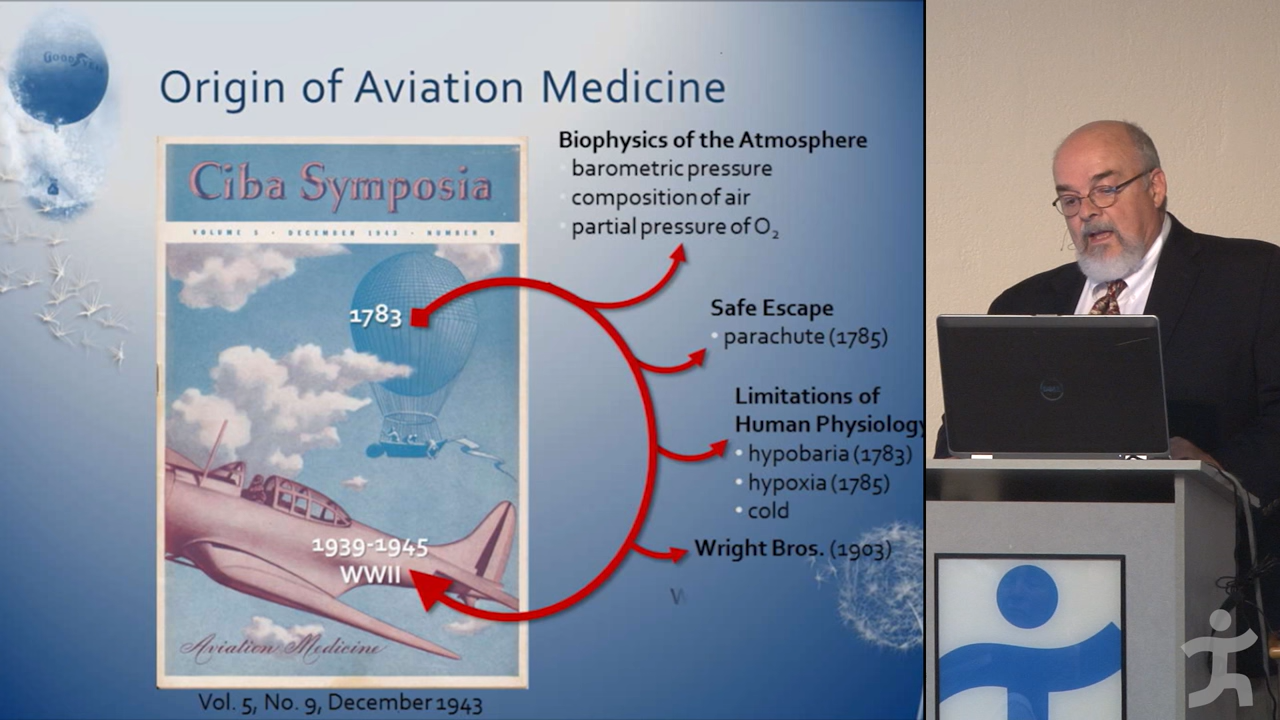 GOODYEAR
Origin of Aviation Medicine
Ciba Symposia
VOLUME 5 • DECEMBER 1943 • NUMBER 9
1783
1939-1945
WWII
Aviation Medicine
Vol. 5, No. 9, December 1943
Biophysics of the Atmosphere
barometric pressure
composition of air
partial pressure of O₂
Safe Escape
• parachute (1785)
Limitations of
Human Physiology
• hypobaria (1783)
• hypoxia (1785)
• cold
Wright Bros. (1903)
W
DELL